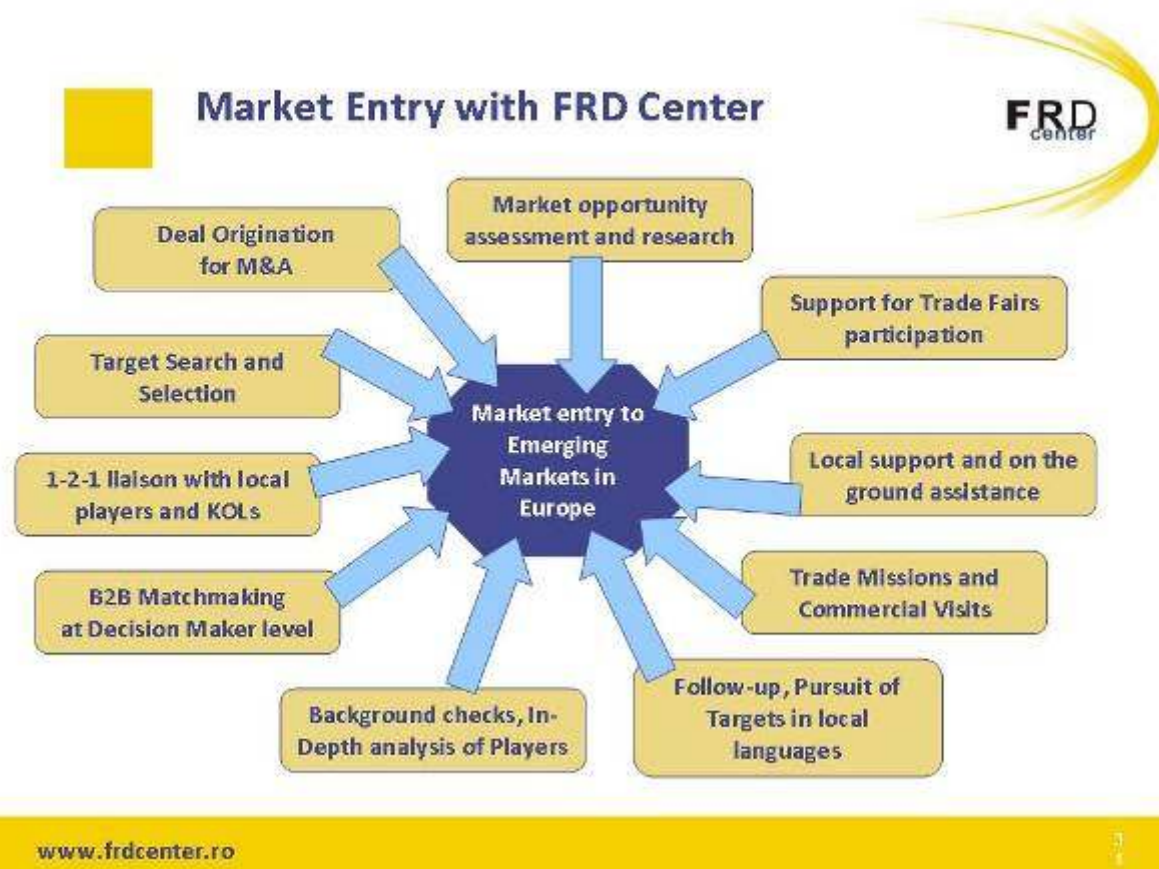 Market Entry with FRD Center
FRD
center
Market opportunity
assessment and research
Deal Origination
for M&A
Support for Trade Fairs
participation
Target Search and
Selection
Market entry to
Emerging
Markets in
Europe
1-2-1 liaison with local
players and KOLs
Local support and on the
ground assistance
B2B Matchmaking
at Decision Maker level
Trade Missions and
Commercial Visits
Background checks, In-
Depth analysis of Players
Follow-up, Pursuit of
Targets in local
languages
www.frdcenter.ro